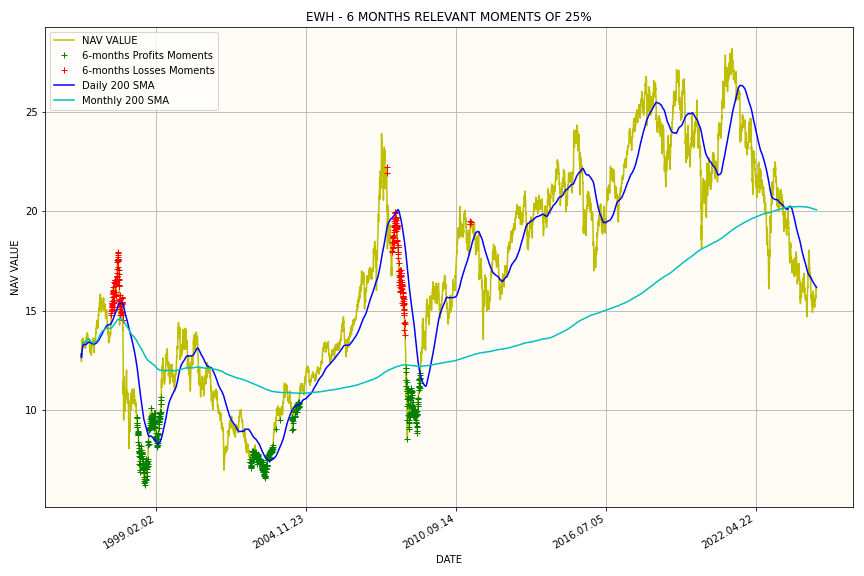 EWH - 6 MONTHS RELEVANT MOMENTS OF 25%
NAV VALUE
6-months Profits Moments
6-months Losses Moments
Daily 200 SMA
Monthly 200 SMA
25
20
15
10
NAV VALUE
1999.02.02
2004.11.23
2010.09.14
2016.07.05
2022.04.22
DATE